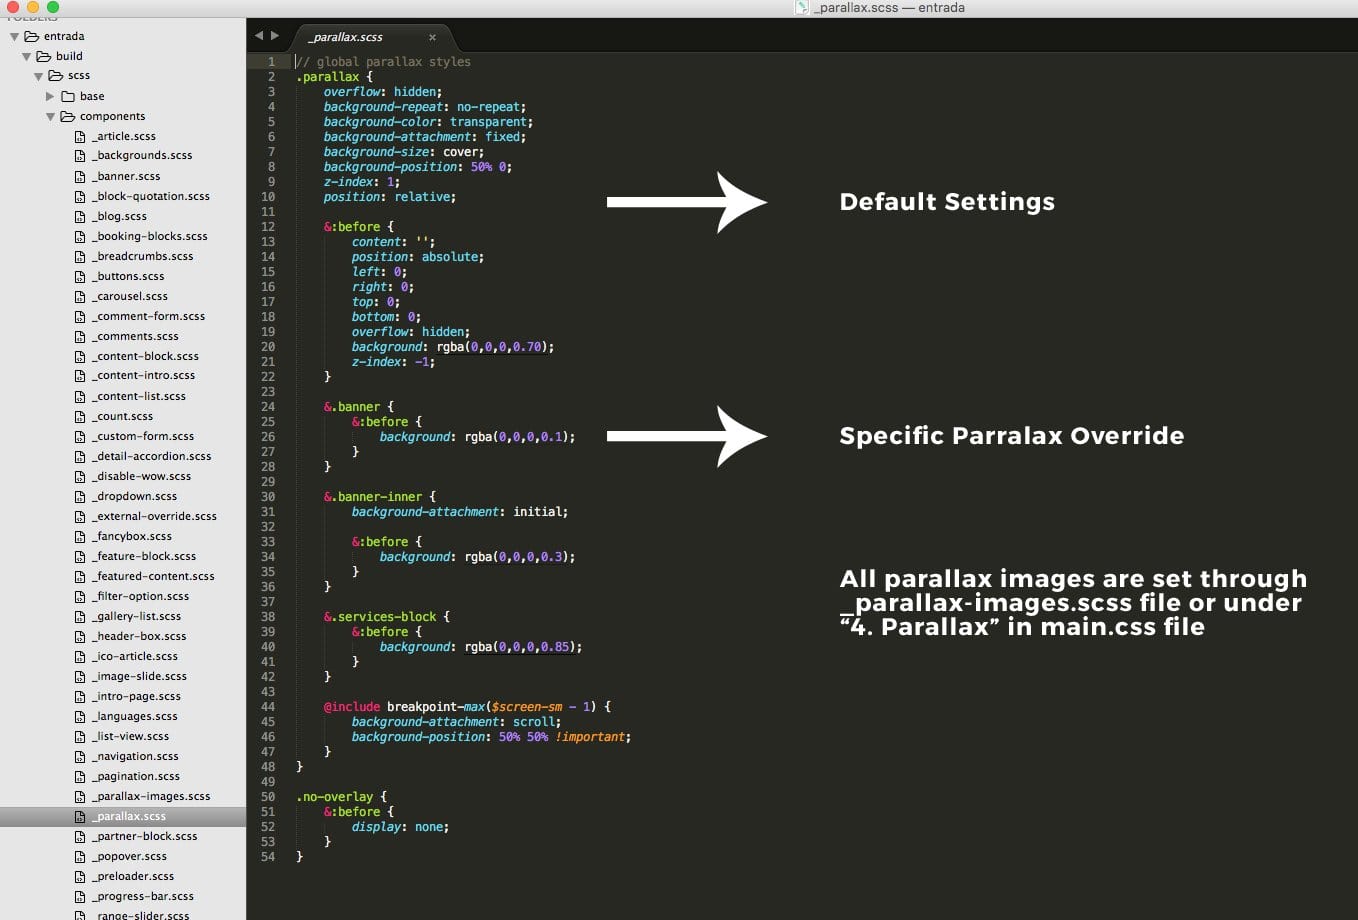 _parallax.scss — entrada
FOLDERS
entrada
build
scss
base
components
_article.scss
_backgrounds.scss
_banner.scss
_block-quotation.scss
_blog.scss
_booking-blocks.scss
_breadcrumbs.scss
_buttons.scss
_carousel.scss
_comment-form.scss
_comments.scss
_content-block.scss
_content-intro.scss
_content-list.scss
_count.scss
_custom-form.scss
_detail-accordion.scss
_disable-wow.scss
_dropdown.scss
_external-override.scss
_fancybox.scss
_feature-block.scss
_featured-content.scss
_filter-option.scss
_gallery-list.scss
_header-box.scss
_ico-article.scss
_image-slide.scss
_intro-page.scss
_languages.scss
_list-view.scss
_navigation.scss
_pagination.scss
_parallax-images.scss
_parallax.scss
_partner-block.scss
_popover.scss
_preloader.scss
_progress-bar.scss
_range-slider.scss
_parallax.scss ×
1 // global parallax styles
2 .parallax {
3 overflow: hidden;
4 background-repeat: no-repeat;
5 background-color: transparent;
6 background-attachment: fixed;
7 background-size: cover;
8 background-position: 50% 0;
9 z-index: 1;
10 position: relative;
11
12 &:before {
13 content: '';
14 position: absolute;
15 left: 0;
16 right: 0;
17 top: 0;
18 bottom: 0;
19 overflow: hidden;
20 background: rgba(0,0,0,0.70);
21 z-index: -1;
22 }
23
24 &.banner {
25 &:before {
26 background: rgba(0,0,0,0.1);
27 }
28 }
29
30 &.banner-inner {
31 background-attachment: initial;
32
33 &:before {
34 background: rgba(0,0,0,0.3);
35 }
36 }
37
38 &.services-block {
39 &:before {
40 background: rgba(0,0,0,0.85);
41 }
42 }
43
44 @include breakpoint-max($screen-sm - 1) {
45 background-attachment: scroll;
46 background-position: 50% 50% !important;
47 }
48 }
49
50 .no-overlay {
51 &:before {
52 display: none;
53 }
54 }
Default Settings
Specific Parralax Override
All parallax images are set through
_parallax-images.scss file or under
“4. Parallax” in main.css file